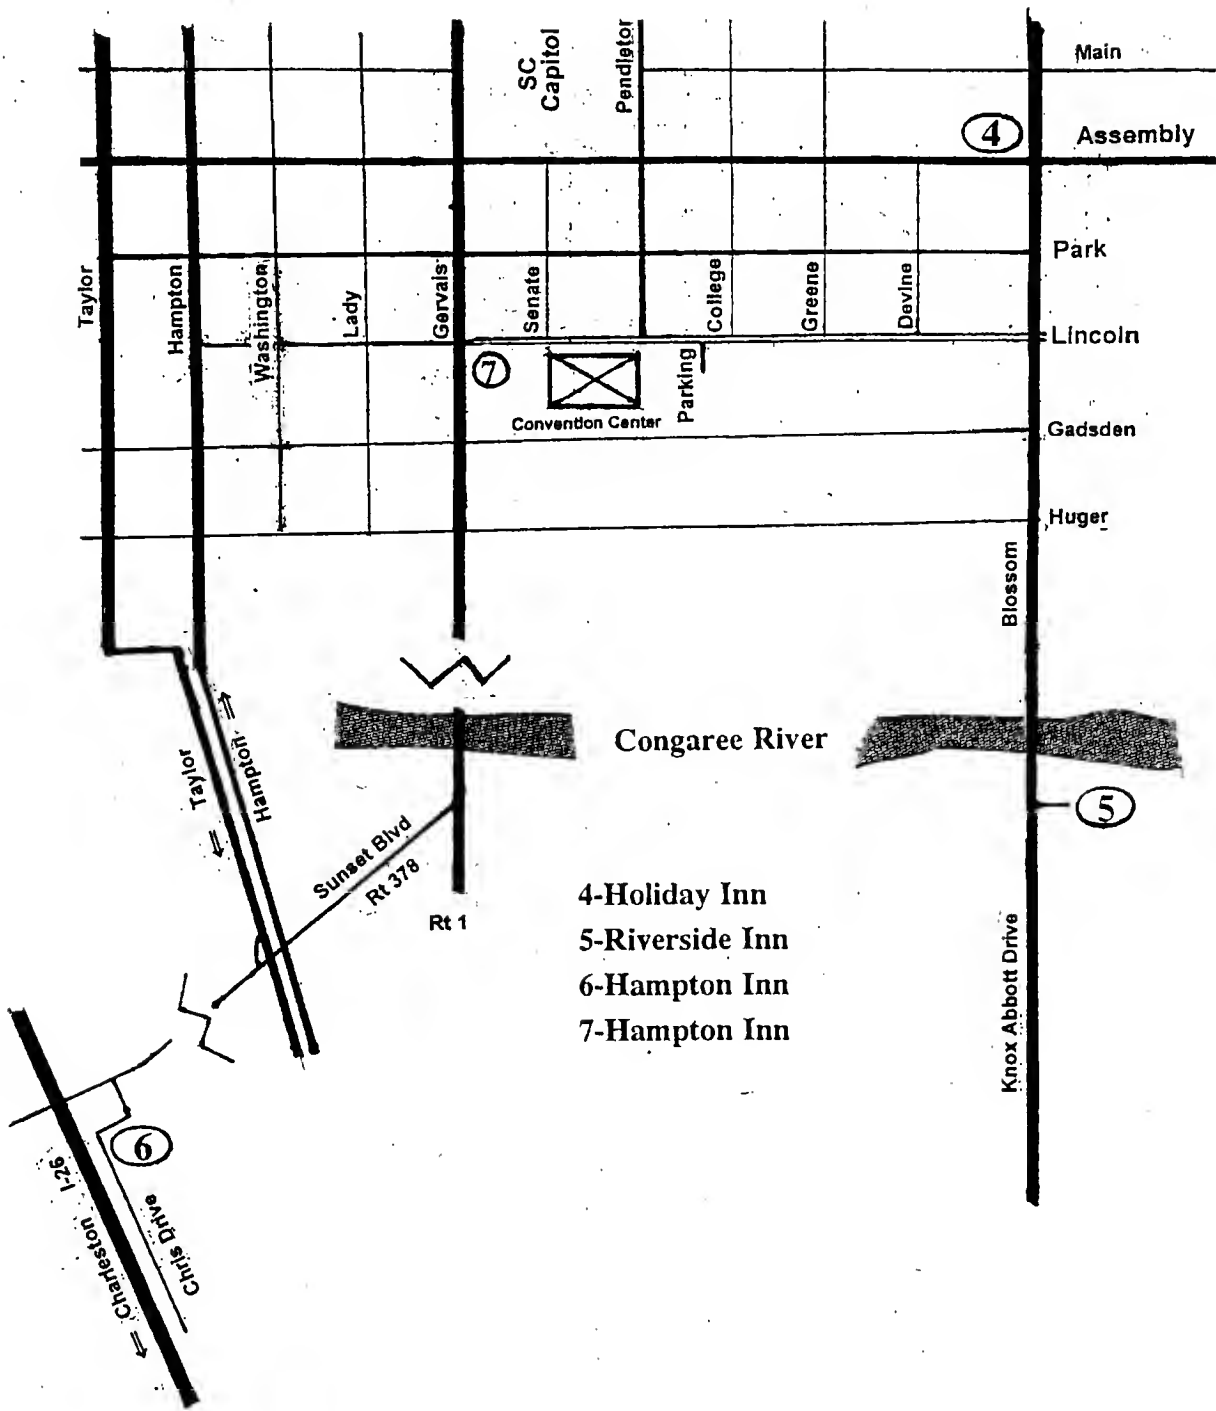 Main
SC
Capitol
Pendletor
4
Assembly
Park
Taylor
Hampton
Washington
Lady
Gervais
Senate
College
Greene
Devine
Lincoln
7
Parking
Convention Center
Gadsden
Huger
Blossom
Congaree River
Taylor
Hampton
Sunset Blvd
Rt 378
Rt 1
5
4-Holiday Inn
5-Riverside Inn
6-Hampton Inn
7-Hampton Inn
Knox Abbott Drive
6
I-26
Charleston
Chris Drive